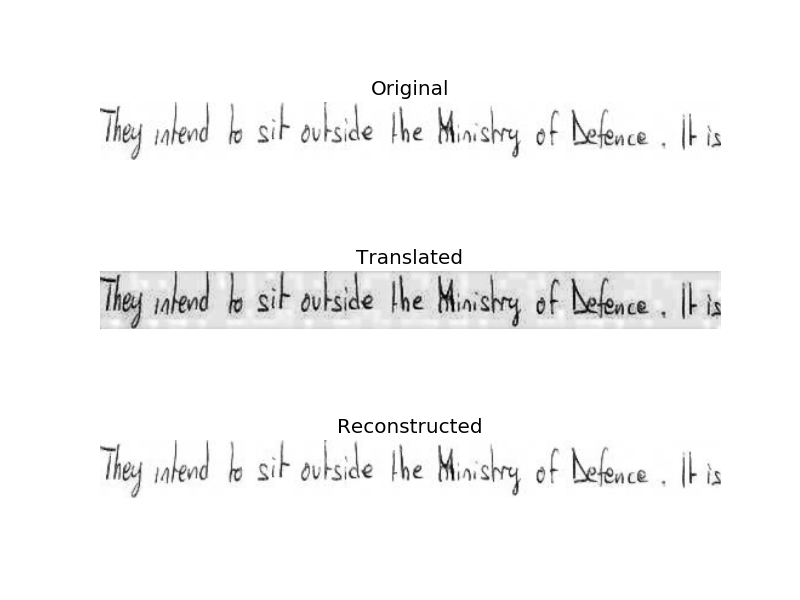 Original
They intend to sit outside the Ministry of Defence . It is
Translated
They intend to sit outside the Ministry of Defence . It is
Reconstructed
They intend to sit outside the Ministry of Defence . It is